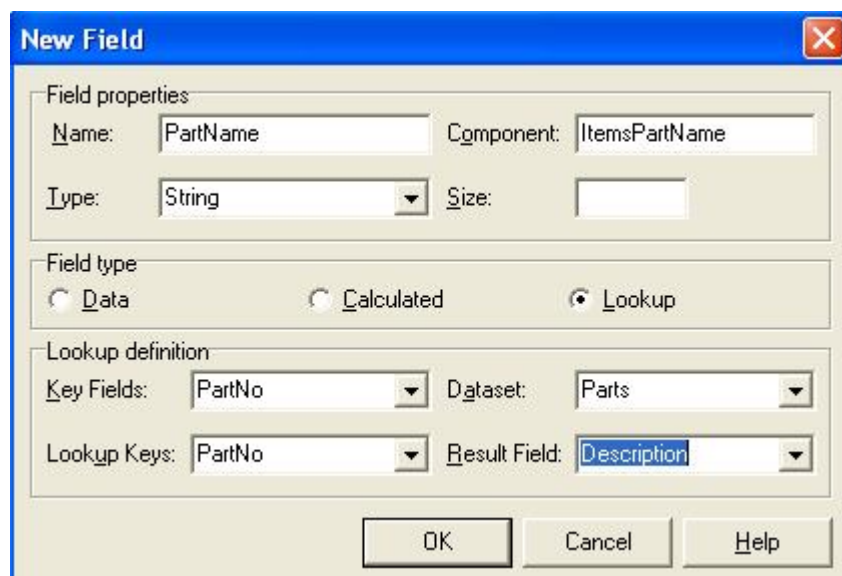 New Field
Field properties
Name: PartName Component: ItemsPartName
Type: String Size:
Field type
Data Calculated Lookup
Lookup definition
Key Fields: PartNo Dataset: Parts
Lookup Keys: PartNo Result Field: Description
OK Cancel Help